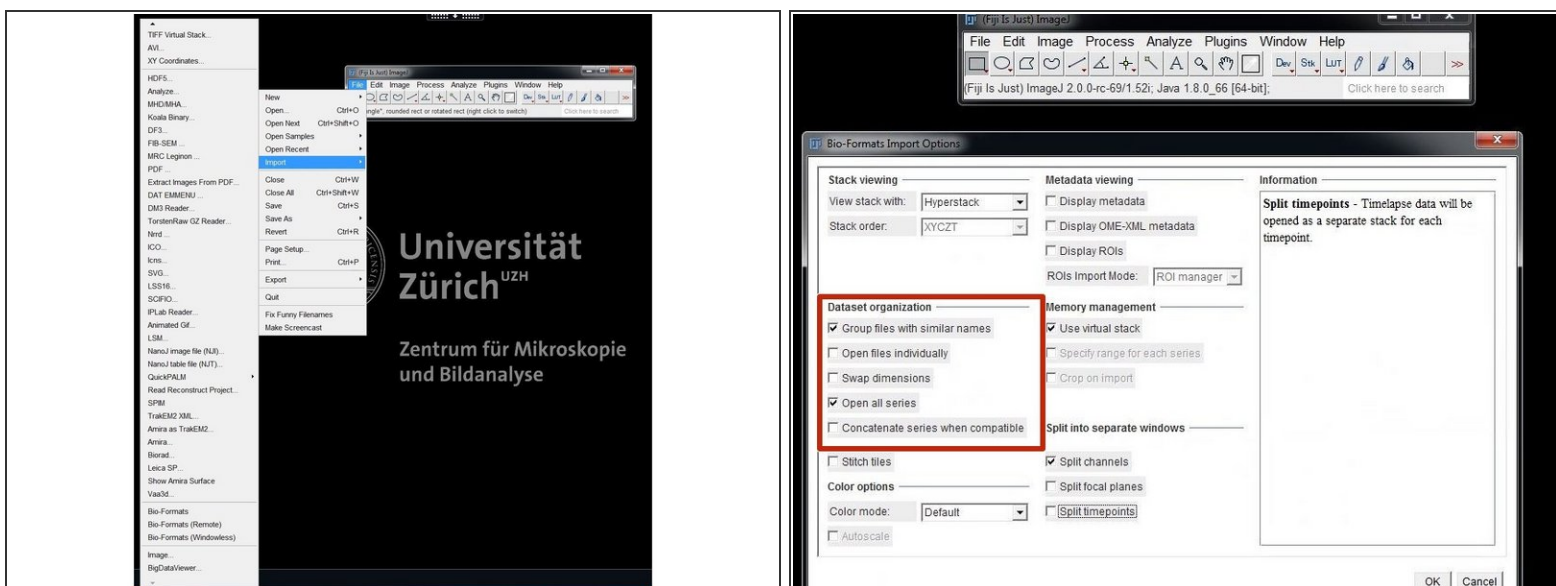 TIFF Virtual Stack...
AVI...
XY Coordinates...
HDF5...
Analyze...
MHD/MHA...
Koala Binary...
DF3...
FIB-SEM ...
MRC Leginon ...
PDF ...
Extract Images From PDF...
DAT EMMENU ...
DM3 Reader...
TorstenRaw GZ Reader...
Nrrd ...
ICO...
Icns...
SVG...
LSS16...
SCIFIO...
IPLab Reader...
Animated Gif...
LSM...
NanoJ image file (NJI)...
NanoJ table file (NJT)...
QuickPALM
Read Reconstruct Project...
SPIM
TrakEM2 XML...
Amira as TrakEM2...
Amira...
Biorad...
Leica SP...
Show Amira Surface
Vaa3d...
Bio-Formats
Bio-Formats (Remote)
Bio-Formats (Windowless)
Image...
BigDataViewer...
(Fiji Is Just) ImageJ
File Edit Image Process Analyze Plugins Window Help
Dev Stk LUT
angle*, rounded rect or rotated rect (right click to switch) Click here to search
New
Open... Ctrl+O
Open Next Ctrl+Shift+O
Open Samples
Open Recent
Import
Close Ctrl+W
Close All Ctrl+Shift+W
Save Ctrl+S
Save As
Revert Ctrl+R
Page Setup...
Print... Ctrl+P
Export
Quit
Fix Funny Filenames
Make Screencast
Universität
Zürich UZH
Zentrum für Mikroskopie
und Bildanalyse
(Fiji Is Just) ImageJ
File Edit Image Process Analyze Plugins Window Help
Dev Stk LUT
(Fiji Is Just) ImageJ 2.0.0-rc-69/1.52i; Java 1.8.0_66 [64-bit]; Click here to search
Bio-Formats Import Options
Stack viewing
View stack with: Hyperstack
Stack order: XYCZT
Metadata viewing
Display metadata
Display OME-XML metadata
Display ROIs
ROIs Import Mode: ROI manager
Information
Split timepoints - Timelapse data will be
opened as a separate stack for each
timepoint.
Dataset organization
Group files with similar names
Open files individually
Swap dimensions
Open all series
Concatenate series when compatible
Memory management
Use virtual stack
Specify range for each series
Crop on import
Split into separate windows
Stitch tiles
Split channels
Color options
Split focal planes
Color mode: Default
Split timepoints
Autoscale
OK Cancel